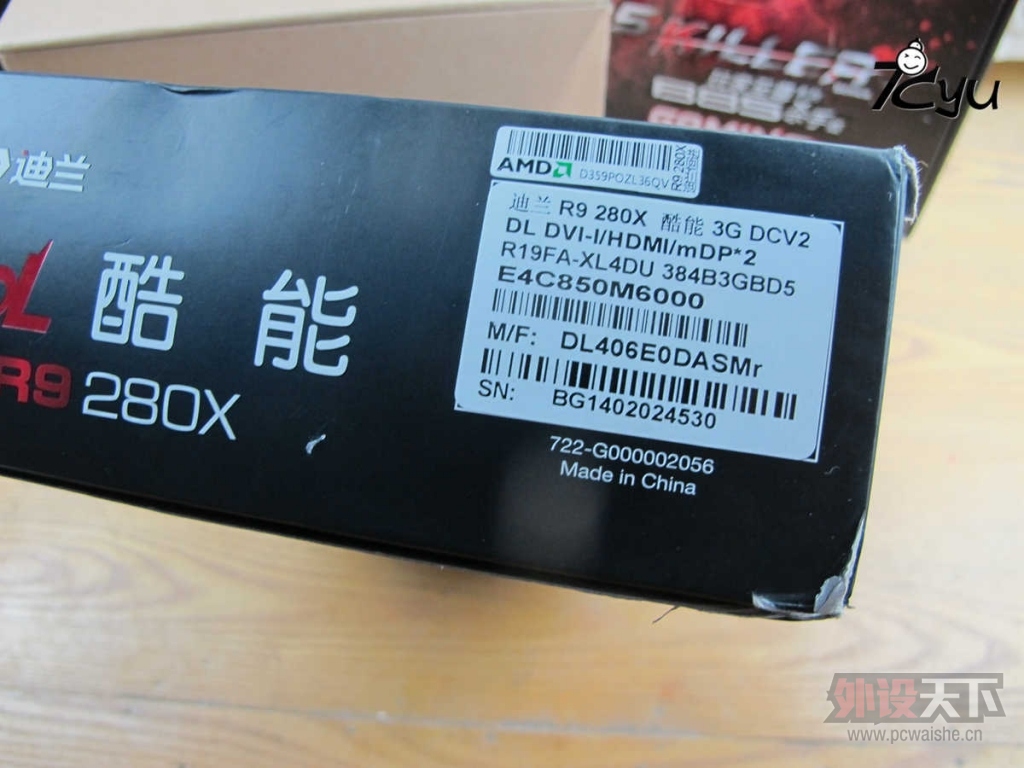 KILLER
B85
7Cyu
迪兰
AMD
D359POZL36QV
R9 280X
迪兰 R9 280X 酷能 3G DCV2
DL DVI-I/HDMI/mDP*2
R19FA-XL4DU 384B3GBD5
E4C850M6000
M/F: DL406E0DASMr
SN: BG1402024530
酷能
R9 280X
722-G000002056
Made in China
外设天下
www.pcwaishe.cn